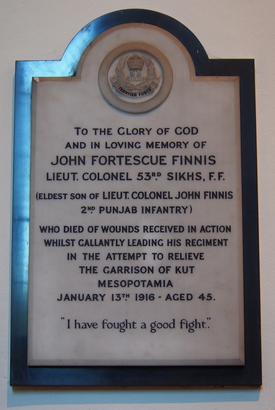 FRONTIER FORCE
TO THE GLORY OF GOD
AND IN LOVING MEMORY OF
JOHN FORTESCUE FINNIS
LIEUT. COLONEL 53RD SIKHS, F.F.
(ELDEST SON OF LIEUT. COLONEL JOHN FINNIS
2ND PUNJAB INFANTRY)
WHO DIED OF WOUNDS RECEIVED IN ACTION
WHILST GALLANTLY LEADING HIS REGIMENT
IN THE ATTEMPT TO RELIEVE
THE GARRISON OF KUT
MESOPOTAMIA
JANUARY 13TH 1916 - AGED 45.
"I have fought a good fight."